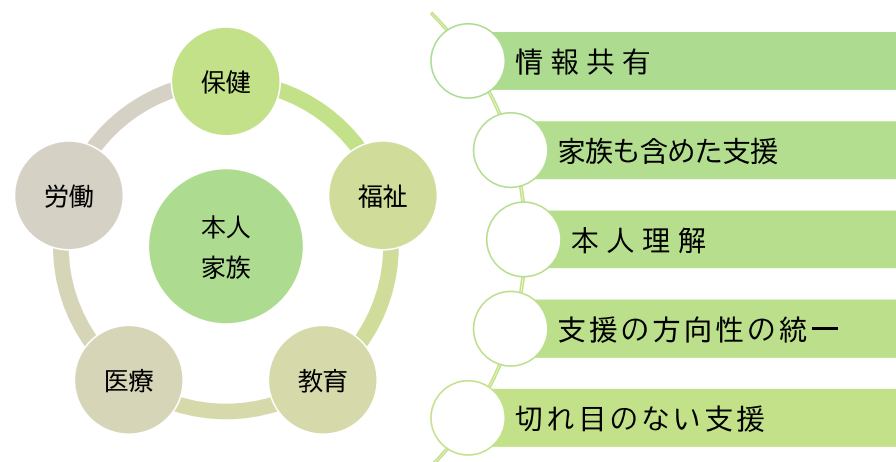 保健
福祉
教育
医療
労働
本人
家族
情報共有
家族も含めた支援
本人理解
支援の方向性の統一
切れ目のない支援